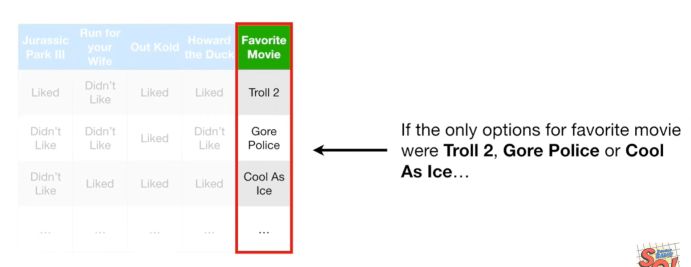 Jurassic Park III
Run for your Wife
Out Kold
Howard the Duck
Favorite Movie
Liked
Didn't Like
Liked
Liked
Troll 2
Didn't Like
Didn't Like
Liked
Didn't Like
Gore Police
Didn't Like
Liked
Liked
Liked
Cool As Ice
…
…
…
…
…
If the only options for favorite movie
were Troll 2, Gore Police or Cool
As Ice…